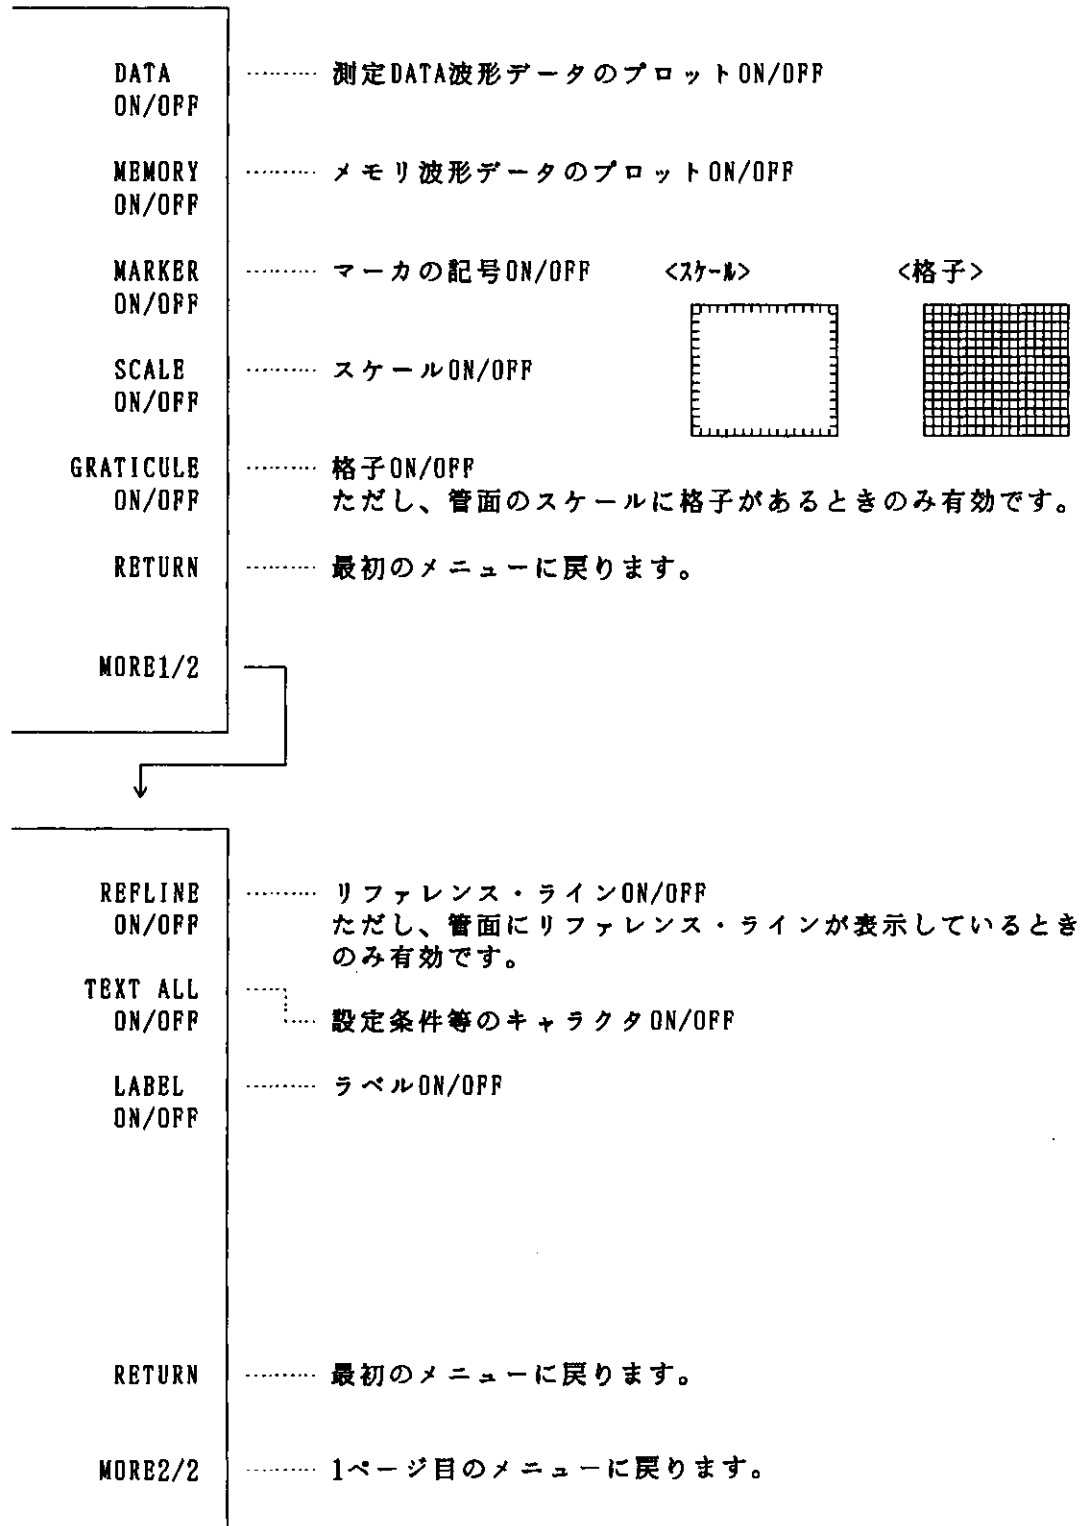 DATA ……… 測定DATA波形データのプロットON/OFF
ON/OFF
MEMORY ……… メモリ波形データのプロットON/OFF
ON/OFF
MARKER ……… マーカの記号ON/OFF <スケール> <格子>
ON/OFF
SCALE ……… スケールON/OFF
ON/OFF
GRATICULE ……… 格子ON/OFF
ON/OFF ただし、管面のスケールに格子があるときのみ有効です。
RETURN ……… 最初のメニューに戻ります。
MORE1/2
REFLINE ……… リファレンス・ラインON/OFF
ON/OFF ただし、管面にリファレンス・ラインが表示しているとき
のみ有効です。
TEXT ALL
ON/OFF 設定条件等のキャラクタON/OFF
LABEL ……… ラベルON/OFF
ON/OFF
RETURN ……… 最初のメニューに戻ります。
MORE2/2 ……… 1ページ目のメニューに戻ります。